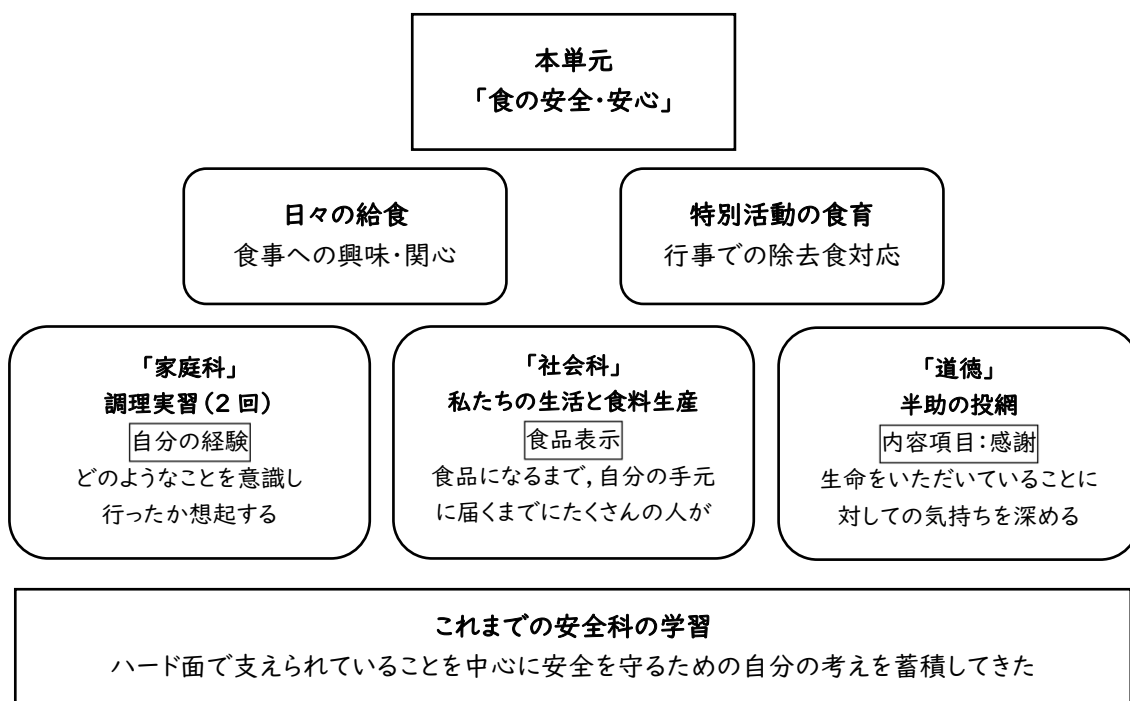 本単元
「食の安全・安心」
日々の給食
食事への興味・関心
特別活動の食育
行事での除去食対応
「家庭科」
調理実習(2回)
自分の経験
どのようなことを意識し
行ったか想起する
「社会科」
私たちの生活と食料生産
食品表示
食品になるまで,自分の手元
に届くまでにたくさんの人が
「道徳」
半助の投網
内容項目:感謝
生命をいただいていることに
対しての気持ちを深める
これまでの安全科の学習
ハード面で支えられていることを中心に安全を守るための自分の考えを蓄積してきた